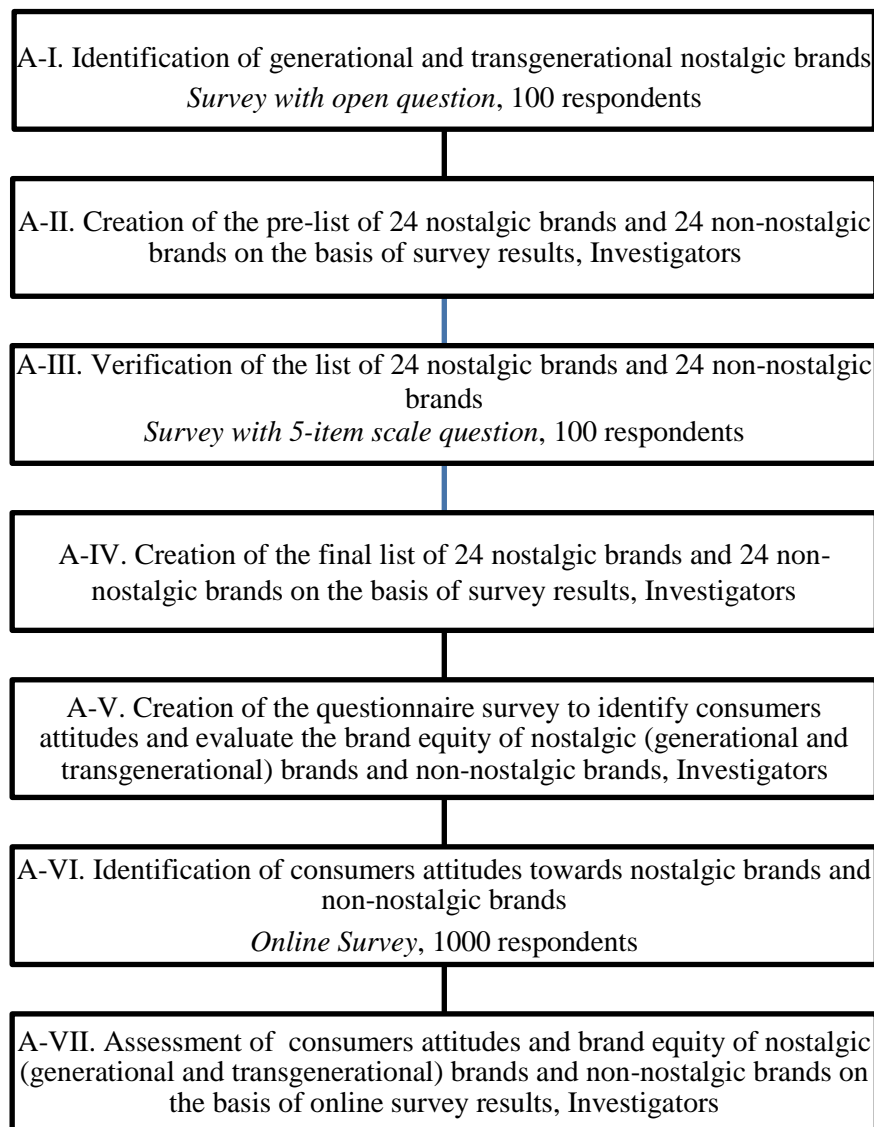 A-I. Identification of generational and transgenerational nostalgic brands
Survey with open question, 100 respondents
A-II. Creation of the pre-list of 24 nostalgic brands and 24 non-nostalgic
brands on the basis of survey results, Investigators
A-III. Verification of the list of 24 nostalgic brands and 24 non-nostalgic
brands
Survey with 5-item scale question, 100 respondents
A-IV. Creation of the final list of 24 nostalgic brands and 24 non-
nostalgic brands on the basis of survey results, Investigators
A-V. Creation of the questionnaire survey to identify consumers
attitudes and evaluate the brand equity of nostalgic (generational and
transgenerational) brands and non-nostalgic brands, Investigators
A-VI. Identification of consumers attitudes towards nostalgic brands and
non-nostalgic brands
Online Survey, 1000 respondents
A-VII. Assessment of consumers attitudes and brand equity of nostalgic
(generational and transgenerational) brands and non-nostalgic brands on
the basis of online survey results, Investigators